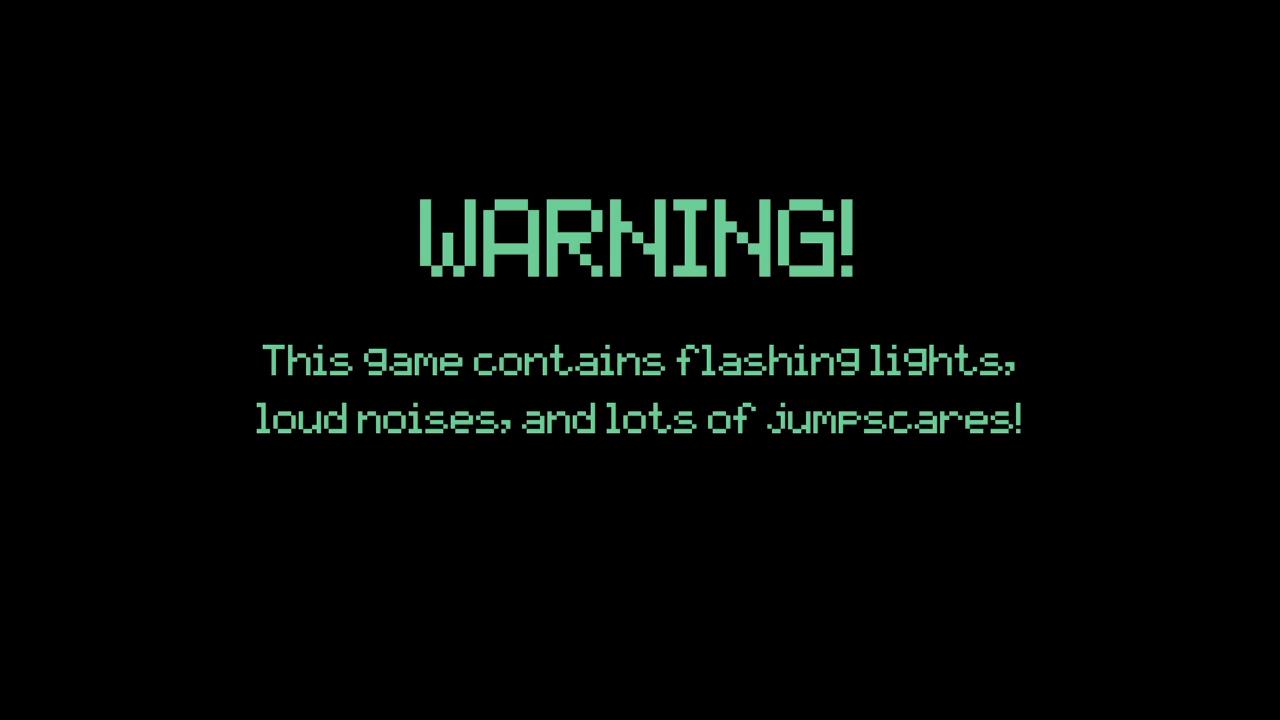 WARNING!
This game contains flashing lights,
loud noises, and lots of jumpscares!